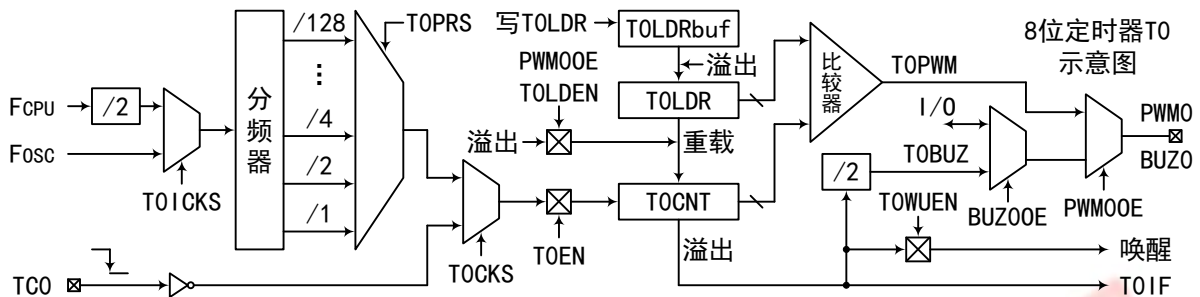 8位定时器T0
示意图
/128
T0PRS
写T0LDR
T0LDRbuf
溢出
PWM0OE
T0LDEN
T0LDR
比较器
T0PWM
I/O
PWM0
BUZ0
FCPU
/2
FOSC
分频器
⋮
/4
/2
/1
T0ICKS
溢出
重载
T0CNT
/2
T0BUZ
BUZ0OE
PWM0OE
T0WUEN
T0CKS
T0EN
溢出
唤醒
TC0
T0IF